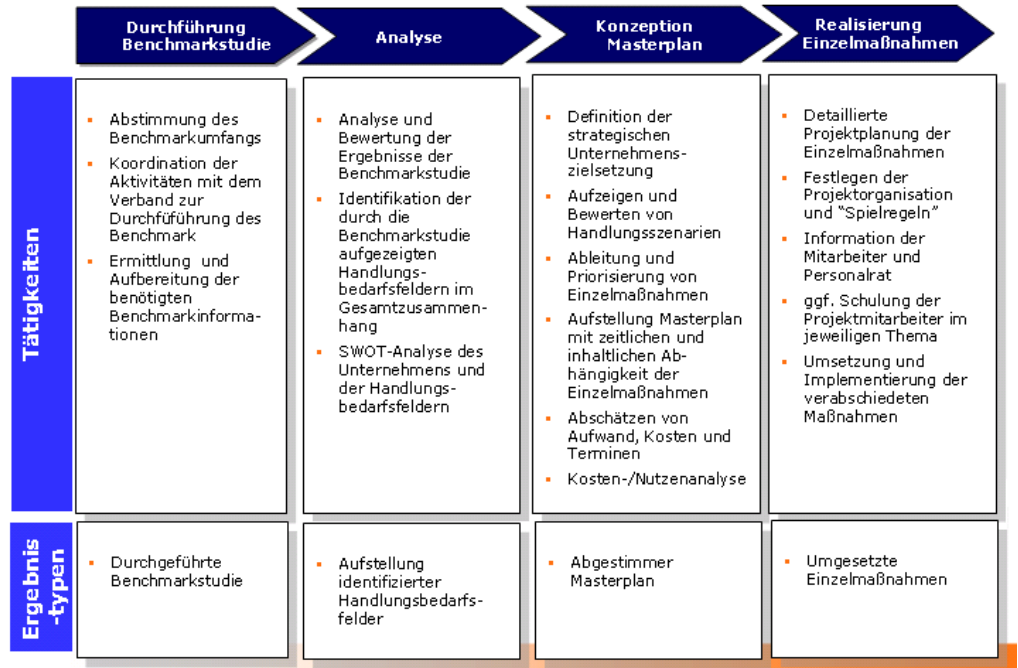 Durchführung
Benchmarkstudie
Analyse
Konzeption
Masterplan
Realisierung
Einzelmaßnahmen
Tätigkeiten
Abstimmung des
Benchmarkumfangs
Koordination der
Aktivitäten mit dem
Verband zur
Durchfüführung des
Benchmark
Ermittlung und
Aufbereitung der
benötigten
Benchmarkinforma-
tionen
Analyse und
Bewertung der
Ergebnisse der
Benchmarkstudie
Identifikation der
durch die
Benchmarkstudie
aufgezeigten
Handlungs-
bedarfsfeldern im
Gesamtzusammen-
hang
SWOT-Analyse des
Unternehmens und
der Handlungs-
bedarfsfeldern
Definition der
strategischen
Unternehmens-
zielsetzung
Aufzeigen und
Bewerten von
Handlungsszenarien
Ableitung und
Priorisierung von
Einzelmaßnahmen
Aufstellung Masterplan
mit zeitlichen und
inhaltlichen Ab-
hängigkeit der
Einzelmaßnahmen
Abschätzen von
Aufwand, Kosten und
Terminen
Kosten-/Nutzenanalyse
Detaillierte
Projektplanung der
Einzelmaßnahmen
Festlegen der
Projektorganisation
und “Spielregeln”
Information der
Mitarbeiter und
Personalrat
ggf. Schulung der
Projektmitarbeiter im
jeweiligen Thema
Umsetzung und
Implementierung der
verabschiedeten
Maßnahmen
Ergebnis
-typen
Durchgeführte
Benchmarkstudie
Aufstellung
identifizierter
Handlungsbedarfs-
felder
Abgestimmer
Masterplan
Umgesetzte
Einzelmaßnahmen